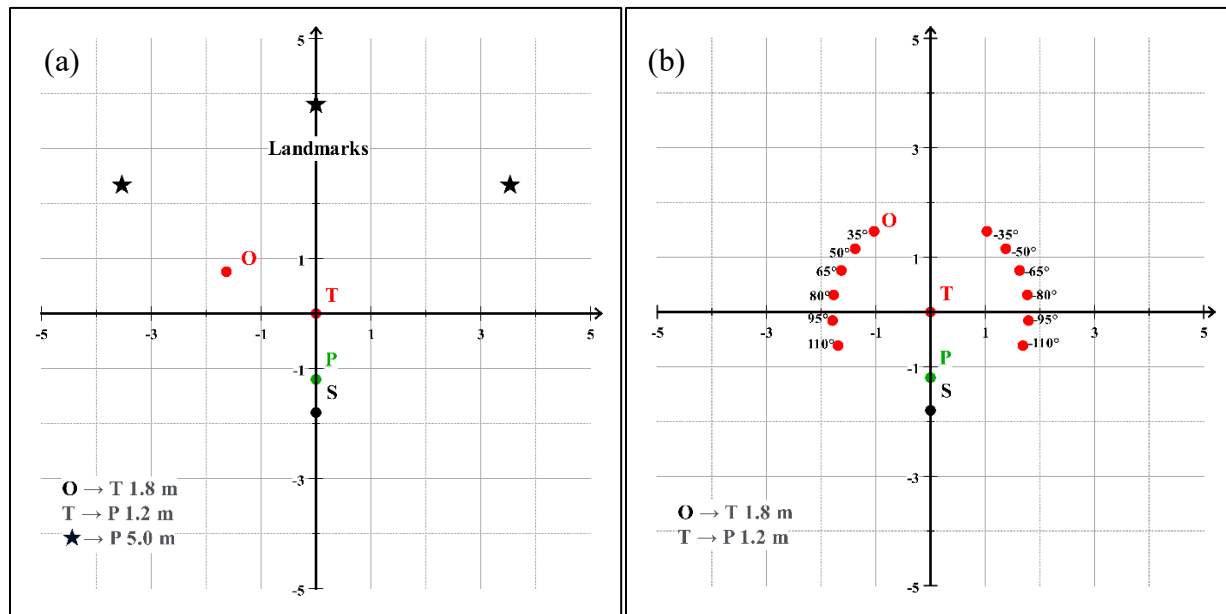 (a)
5
3
Landmarks
O
1
T
-5
-3
-1
1
3
5
P
-1
S
-3
O → T 1.8 m
T → P 1.2 m
★ → P 5.0 m
-5
(b)
5
3
O
35°
-35°
50°
-50°
1
65°
-65°
T
80°
-80°
-5
-3
-1
1
3
5
95°
-95°
110°
-110°
P
-1
S
-3
O → T 1.8 m
T → P 1.2 m
-5